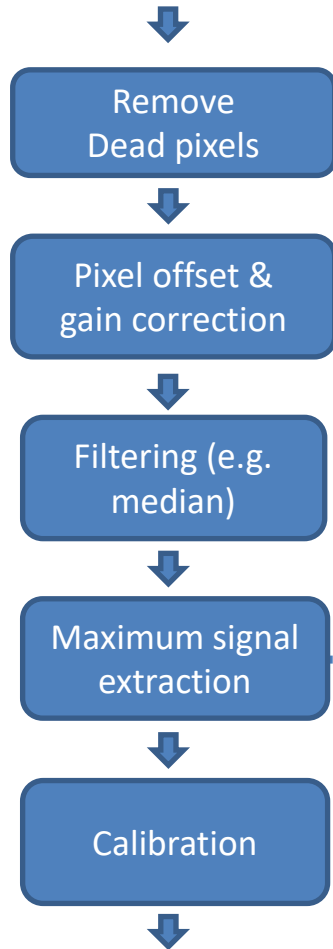 Remove
Dead pixels
Pixel offset &
gain correction
Filtering (e.g.
median)
Maximum signal
extraction
Calibration